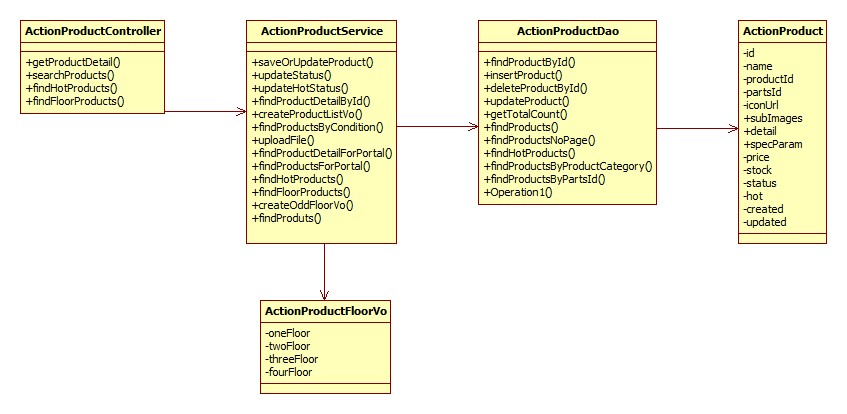 ActionProductController
+getProductDetail()
+searchProducts()
+findHotProducts()
+findFloorProducts()
ActionProductService
+saveOrUpdateProduct()
+updateStatus()
+updateHotStatus()
+findProductDetailById()
+createProductListVo()
+findProductsByCondition()
+uploadFile()
+findProductDetailForPortal()
+findProductsForPortal()
+findHotProducts()
+findFloorProducts()
+createOddFloorVo()
+findProduts()
ActionProductDao
+findProductById()
+insertProduct()
+deleteProductById()
+updateProduct()
+getTotalCount()
+findProducts()
+findProductsNoPage()
+findHotProducts()
+findProductsByProductCategory()
+findProductsByPartsId()
+Operation1()
ActionProduct
-id
-name
-productId
-partsId
-iconUrl
+subImages
+detail
+specParam
-price
-stock
-status
-hot
-created
-updated
ActionProductFloorVo
-oneFloor
-twoFloor
-threeFloor
-fourFloor